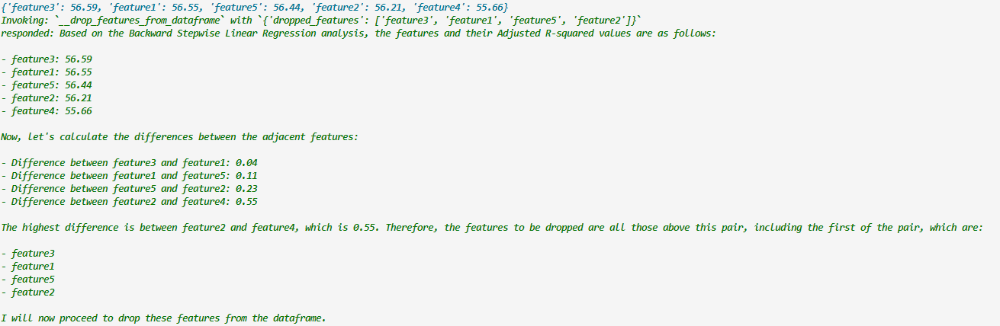 {'feature3': 56.59, 'feature1': 56.55, 'feature5': 56.44, 'feature2': 56.21, 'feature4': 55.66}
Invoking: `__drop_features_from_dataframe` with `{'dropped_features': ['feature3', 'feature1', 'feature5', 'feature2']}`
responded: Based on the Backward Stepwise Linear Regression analysis, the features and their Adjusted R-squared values are as follows:
- feature3: 56.59
- feature1: 56.55
- feature5: 56.44
- feature2: 56.21
- feature4: 55.66
Now, let's calculate the differences between the adjacent features:
- Difference between feature3 and feature1: 0.04
- Difference between feature1 and feature5: 0.11
- Difference between feature5 and feature2: 0.23
- Difference between feature2 and feature4: 0.55
The highest difference is between feature2 and feature4, which is 0.55. Therefore, the features to be dropped are all those above this pair, including the first of the pair, which are:
- feature3
- feature1
- feature5
- feature2
I will now proceed to drop these features from the dataframe.